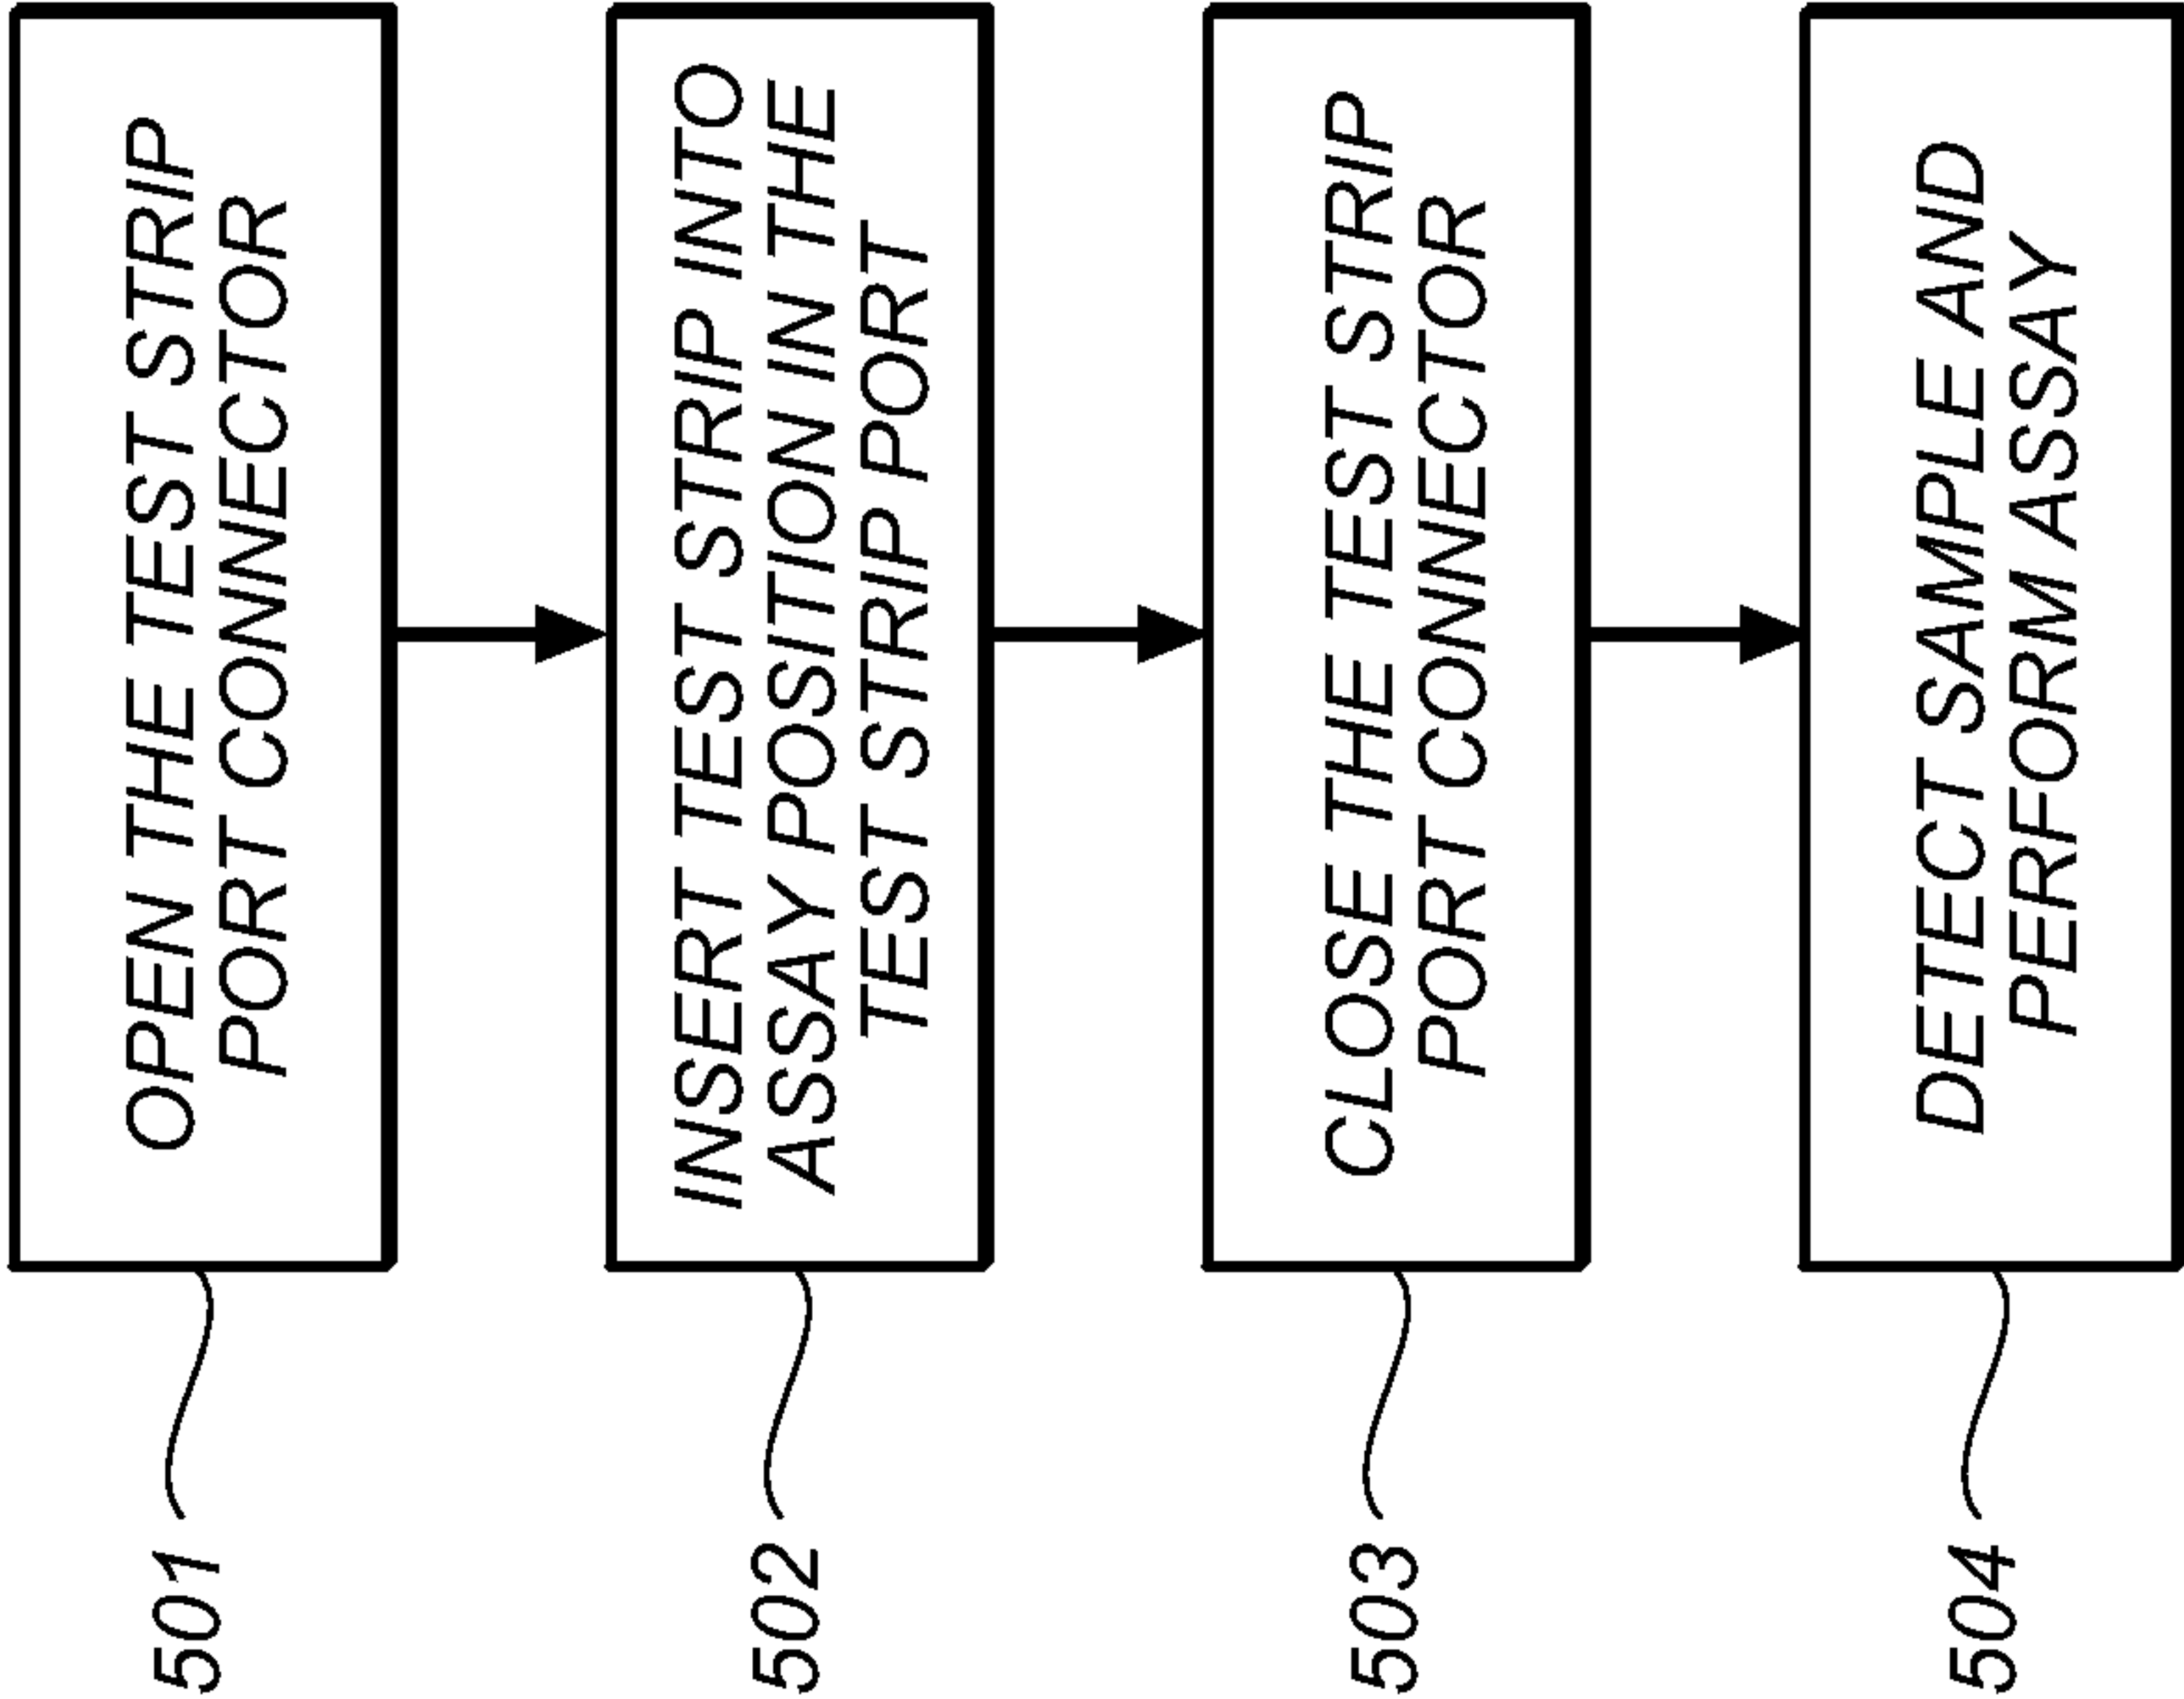 501
OPEN THE TEST STRIP
PORT CONNECTOR
502
INSERT TEST STRIP INTO
ASSAY POSITION IN THE
TEST STRIP PORT
503
CLOSE THE TEST STRIP
PORT CONNECTOR
504
DETECT SAMPLE AND
PERFORM ASSAY